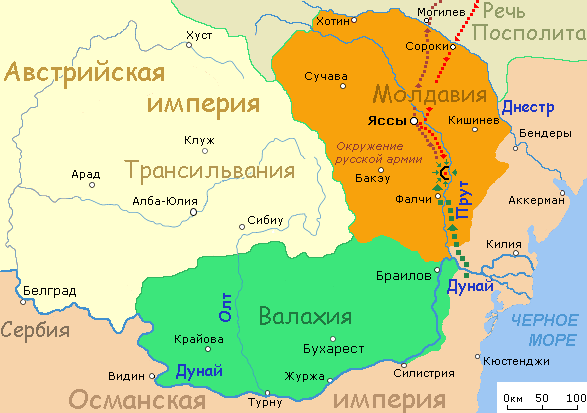 Хотин
Могилев
Речь
Посполита
Хуст
Сороки
Австрийская
империя
Сучава
Молдавия
Днестр
Яссы
Кишинев
Бендеры
Клуж
Окружение
русской армии
Трансильвания
Бакэу
Арад
Алба-Юлия
Фалчи
Прут
Аккерман
Сибиу
Килия
Браилов
Дунай
Белград
Олт
Сербия
Валахия
ЧЕРНОЕ
МОРЕ
Крайова
Бухарест
Кюстенджи
Видин
Дунай
Журжа
Силистрия
Турну
Османская
империя
0км 50 100